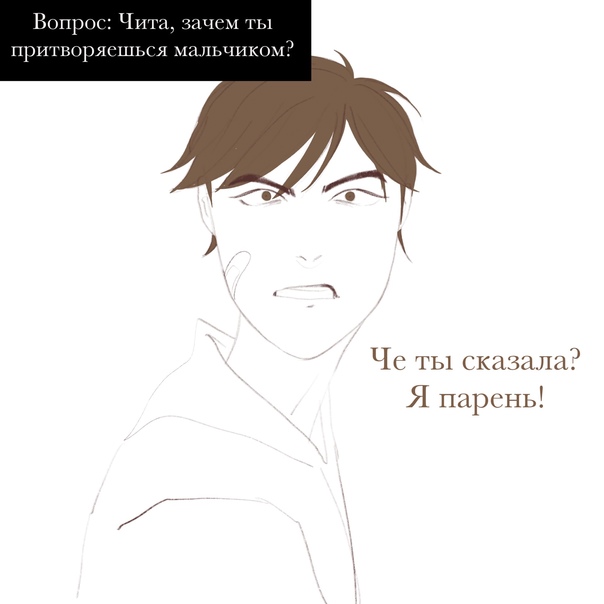 Вопрос: Чита, зачем ты
притворяешься мальчиком?
Че ты сказала?
Я парень!